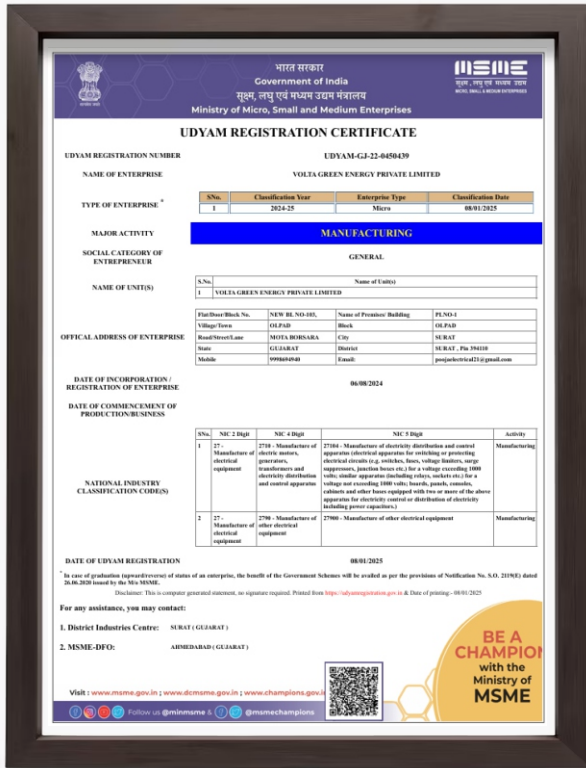 भारत सरकार
Government of India
सूक्ष्म, लघु एवं मध्यम उद्यम मंत्रालय
Ministry of Micro, Small and Medium Enterprises
MSME
सूक्ष्म, लघु एवं मध्यम उद्यम
MICRO, SMALL & MEDIUM ENTERPRISES
UDYAM REGISTRATION CERTIFICATE
UDYAM REGISTRATION NUMBER UDYAM-GJ-22-0450439
NAME OF ENTERPRISE VOLTA GREEN ENERGY PRIVATE LIMITED
TYPE OF ENTERPRISE *
SNo. Classification Year Enterprise Type Classification Date
1 2024-25 Micro 08/01/2025
MAJOR ACTIVITY MANUFACTURING
SOCIAL CATEGORY OF ENTREPRENEUR GENERAL
NAME OF UNIT(S)
S.No. Name of Unit(s)
1 VOLTA GREEN ENERGY PRIVATE LIMITED
OFFICAL ADDRESS OF ENTERPRISE
Flat/Door/Block No. NEW BL NO-103, Name of Premises/ Building PLNO-1
Village/Town OLPAD Block OLPAD
Road/Street/Lane MOTA BORSARA City SURAT
State GUJARAT District SURAT , Pin 394110
Mobile 9998694940 Email: poojaelectrical21@gmail.com
DATE OF INCORPORATION / REGISTRATION OF ENTERPRISE 06/08/2024
DATE OF COMMENCEMENT OF PRODUCTION/BUSINESS
NATIONAL INDUSTRY CLASSIFICATION CODE(S)
SNo. NIC 2 Digit NIC 4 Digit NIC 5 Digit Activity
1 27 - Manufacture of electrical equipment 2710 - Manufacture of electric motors, generators, transformers and electricity distribution and control apparatus 27104 - Manufacture of electricity distribution and control apparatus (electrical apparatus for switching or protecting electrical circuits (e.g. switches, fuses, voltage limiters, surge suppressors, junction boxes etc.) for a voltage exceeding 1000 volts; similar apparatus (including relays, sockets etc.) for a voltage not exceeding 1000 volts; boards, panels, consoles, cabinets and other bases equipped with two or more of the above apparatus for electricity control or distribution of electricity including power capacitors.) Manufacturing
2 27 - Manufacture of electrical equipment 2790 - Manufacture of other electrical equipment 27900 - Manufacture of other electrical equipment Manufacturing
DATE OF UDYAM REGISTRATION 08/01/2025
* In case of graduation (upward/reverse) of status of an enterprise, the benefit of the Government Schemes will be availed as per the provisions of Notification No. S.O. 2119(E) dated 26.06.2020 issued by the M/o MSME.
Disclaimer: This is computer generated statement, no signature required. Printed from https://udyamregistration.gov.in & Date of printing:- 08/01/2025
For any assistance, you may contact:
1. District Industries Centre: SURAT ( GUJARAT )
2. MSME-DFO: AHMEDABAD ( GUJARAT )
BE A
CHAMPION
with the
Ministry of
MSME
Visit : www.msme.gov.in ; www.dcmsme.gov.in ; www.champions.gov.in
Follow us @minmsme & @msmechampions